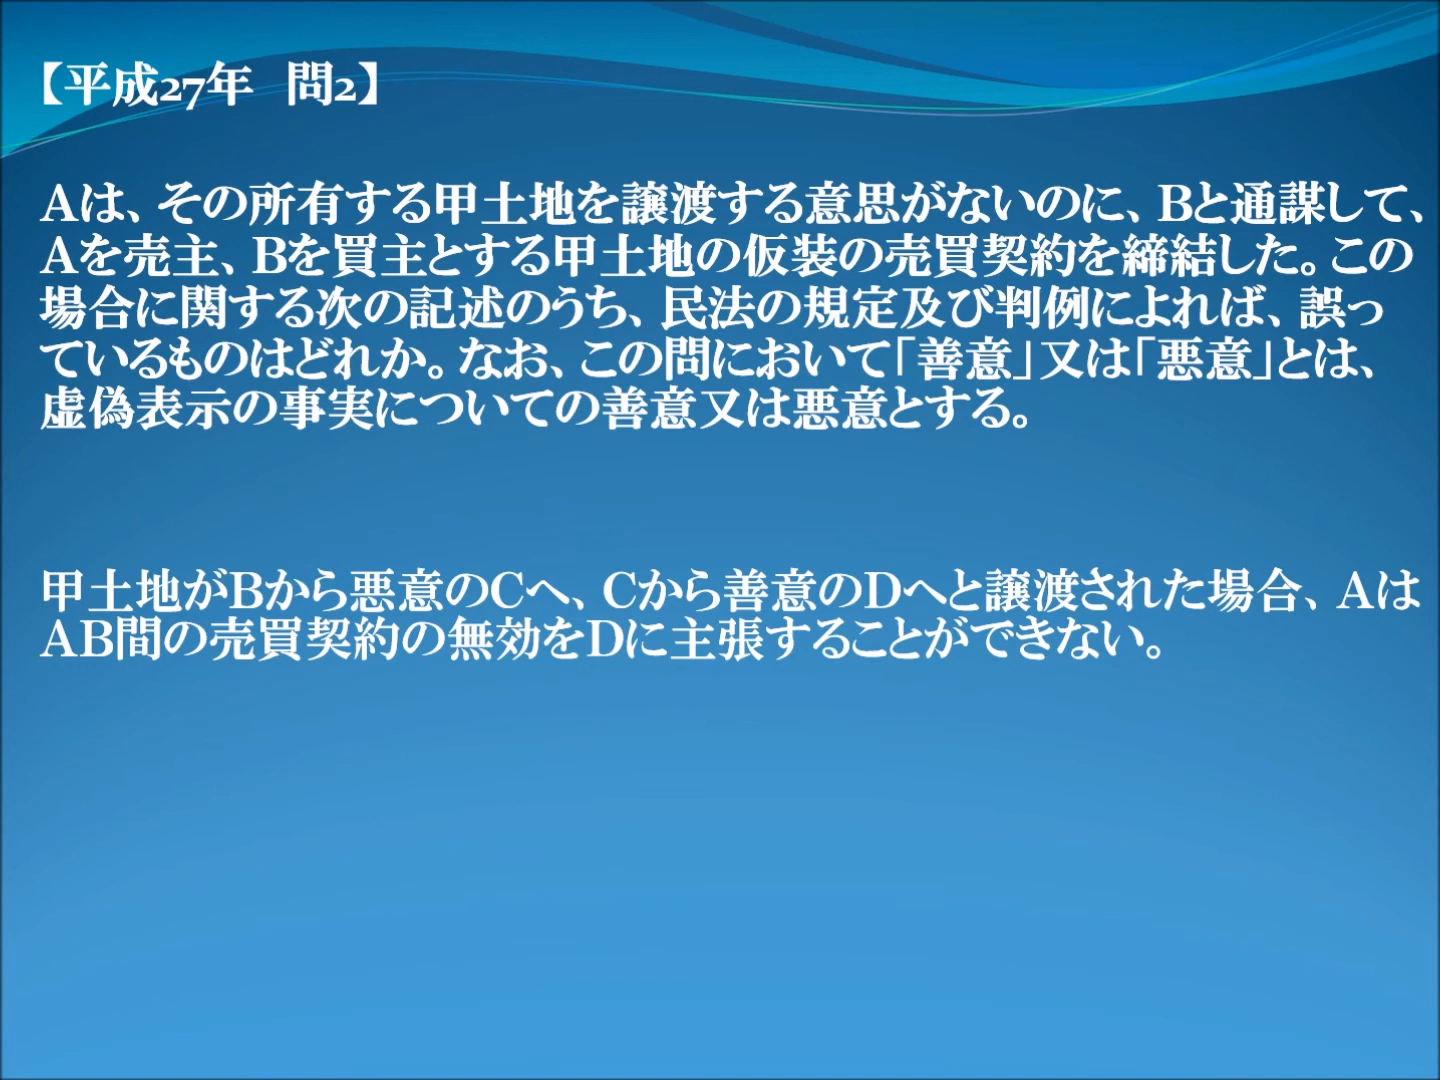 【平成27年　問2】
Aは、その所有する甲土地を譲渡する意思がないのに、Bと通謀して、
Aを売主、Bを買主とする甲土地の仮装の売買契約を締結した。この
場合に関する次の記述のうち、民法の規定及び判例によれば、誤っ
ているものはどれか。なお、この問において「善意」又は「悪意」とは、
虚偽表示の事実についての善意又は悪意とする。
甲土地がBから悪意のCへ、Cから善意のDへと譲渡された場合、Aは
AB間の売買契約の無効をDに主張することができない。